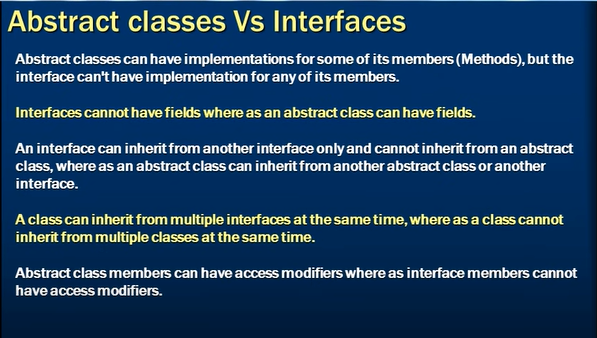 Abstract classes Vs Interfaces
Abstract classes can have implementations for some of its members (Methods), but the
interface can't have implementation for any of its members.
Interfaces cannot have fields where as an abstract class can have fields.
An interface can inherit from another interface only and cannot inherit from an abstract
class, where as an abstract class can inherit from another abstract class or another
interface.
A class can inherit from multiple interfaces at the same time, where as a class cannot
inherit from multiple classes at the same time.
Abstract class members can have access modifiers where as interface members cannot
have access modifiers.